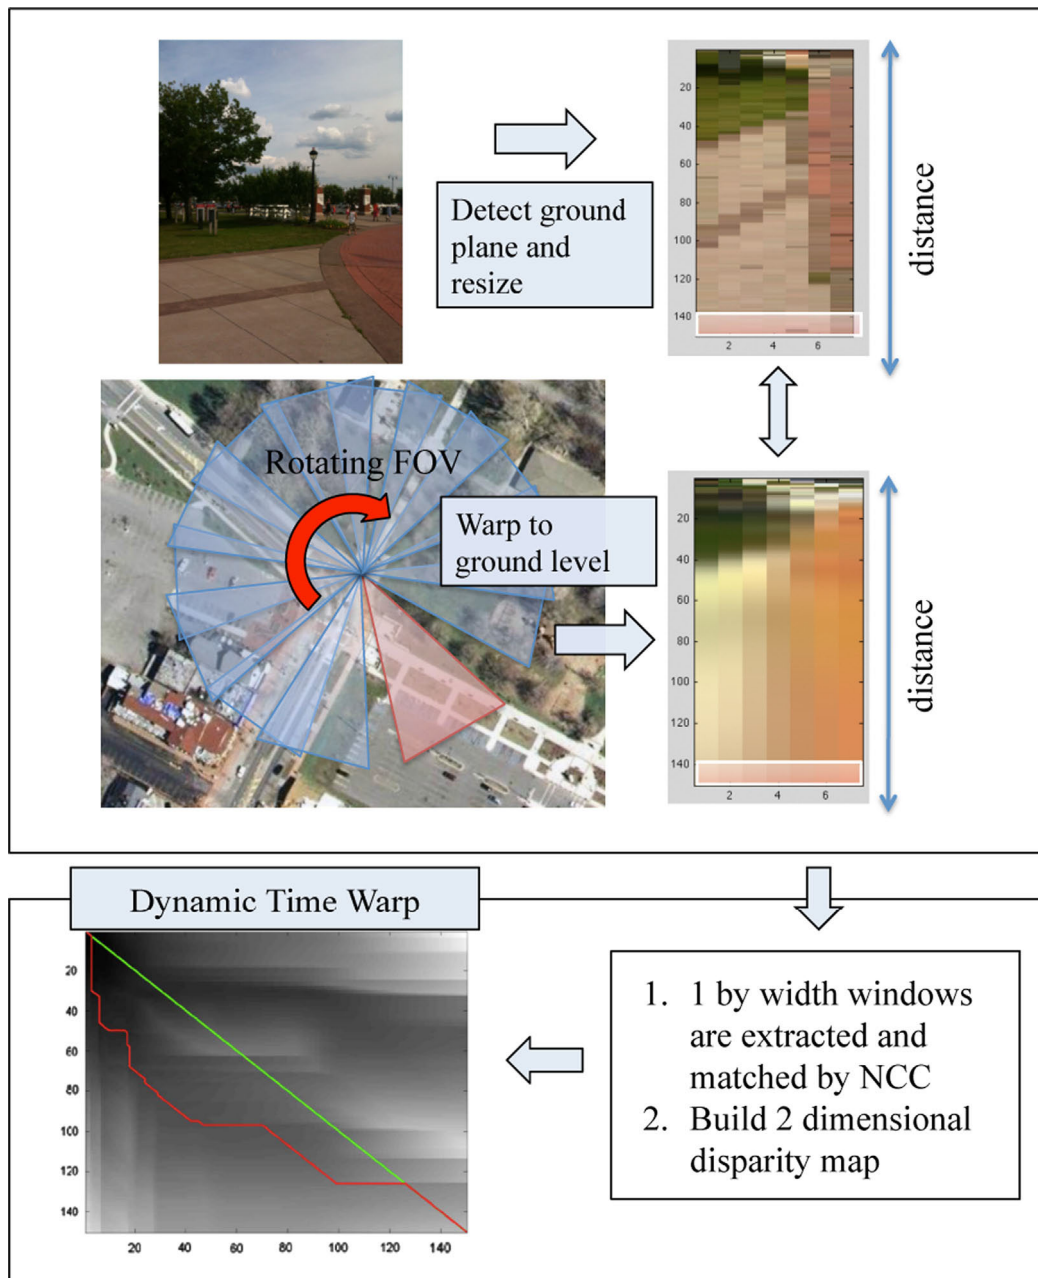 20
40
60
80
100
120
140
2
4
6
distance
Detect ground
plane and
resize
Rotating FOV
Warp to
ground level
20
40
60
80
100
120
140
2
4
6
distance
Dynamic Time Warp
20
40
60
80
100
120
140
20
40
60
80
100
120
140
1. 1 by width windows
are extracted and
matched by NCC
2. Build 2 dimensional
disparity map